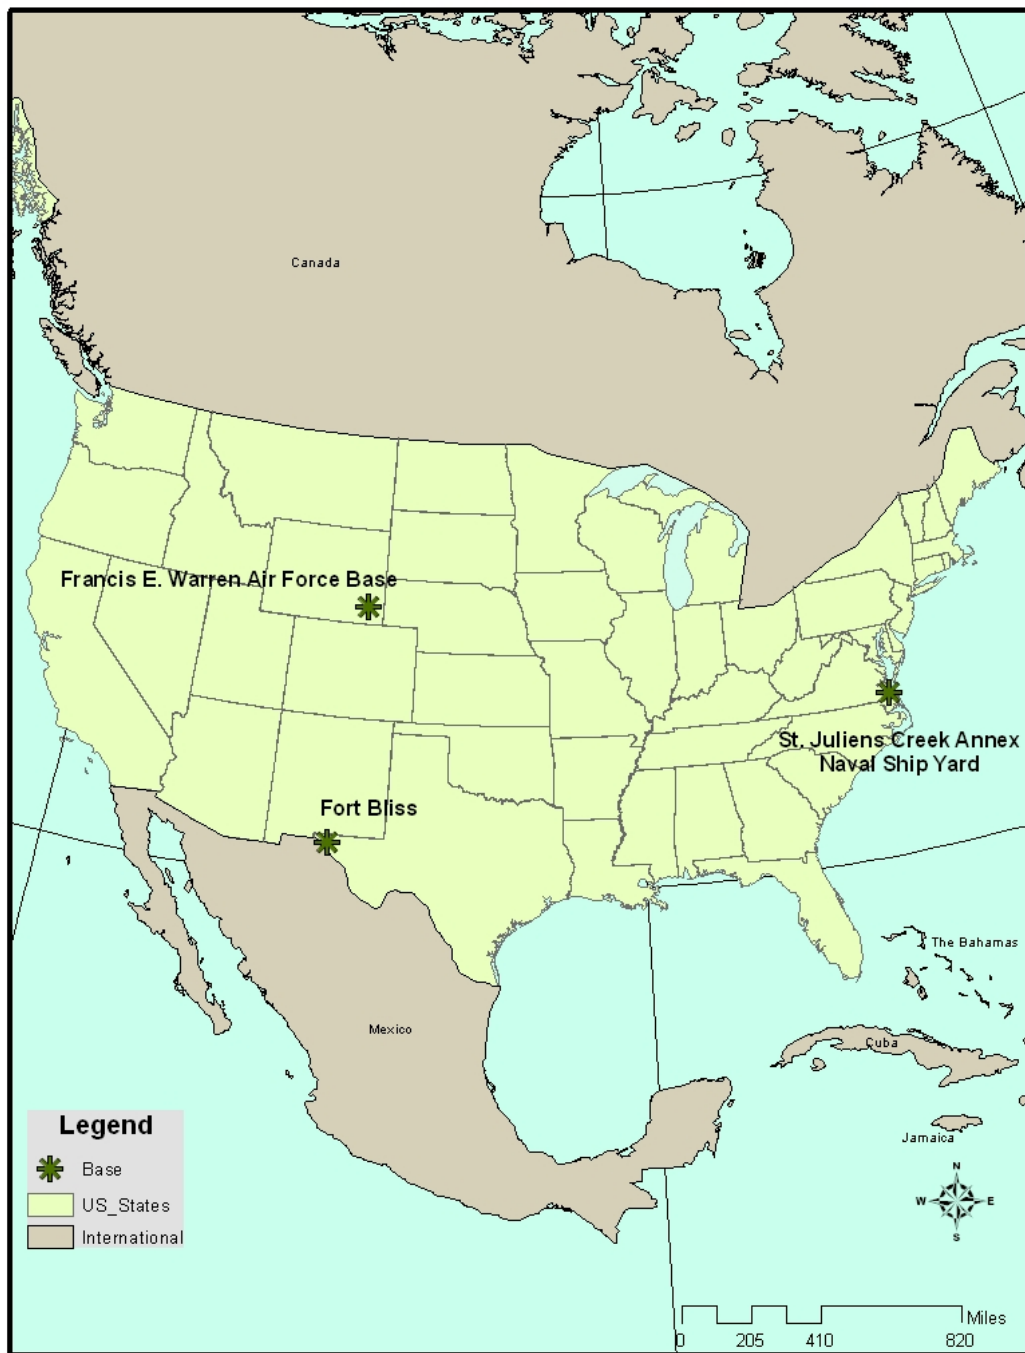 Canada
Francis E. Warren Air Force Base
St. Juliens Creek Annex
Naval Ship Yard
Fort Bliss
The Bahamas
Mexico
Cuba
Jamaica
Legend
Base
US_States
International
N
W E
S
Miles
0 205 410 820